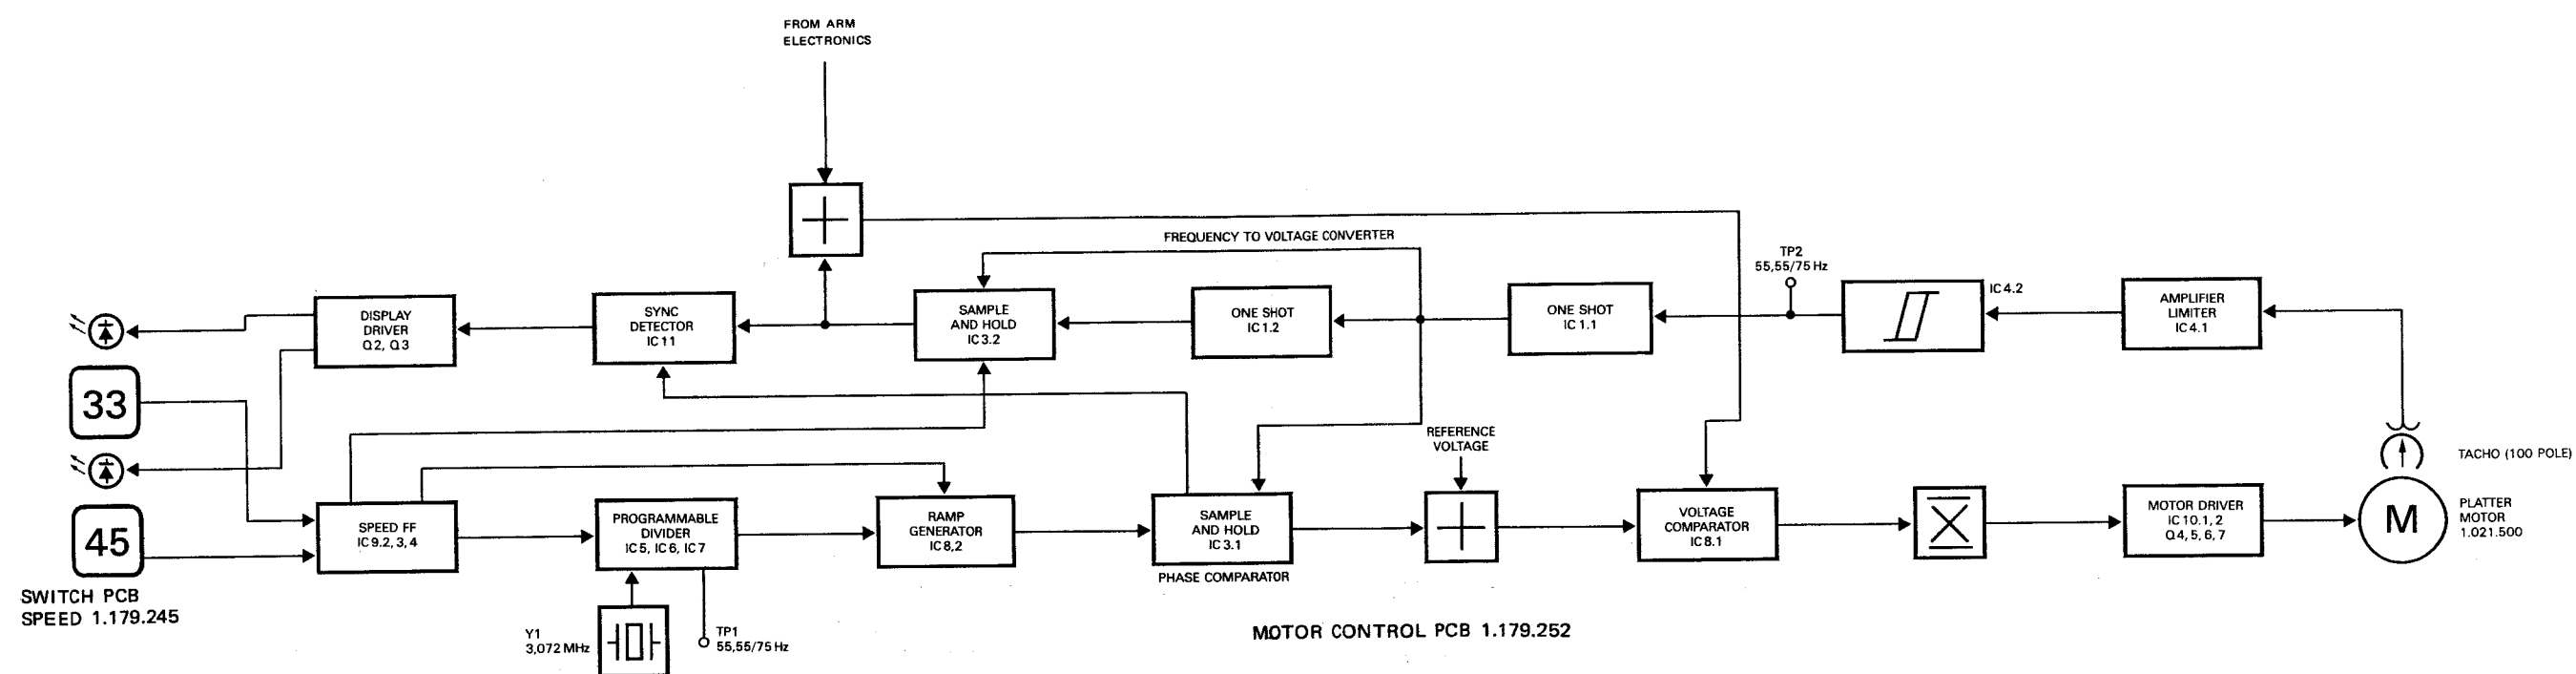 FROM ARM
ELECTRONICS
FREQUENCY TO VOLTAGE CONVERTER
TP2
55,55/75 Hz
DISPLAY
DRIVER
Q2, Q3
SYNC
DETECTOR
IC 11
SAMPLE
AND HOLD
IC 3.2
ONE SHOT
IC 1.2
ONE SHOT
IC 1.1
IC 4.2
AMPLIFIER
LIMITER
IC 4.1
33
45
SWITCH PCB
SPEED 1.179.245
SPEED FF
IC 9.2, 3, 4
PROGRAMMABLE
DIVIDER
IC 5, IC 6, IC 7
Y1
3,072 MHz
TP1
55,55/75 Hz
RAMP
GENERATOR
IC 8,2
SAMPLE
AND HOLD
IC 3.1
PHASE COMPARATOR
REFERENCE
VOLTAGE
VOLTAGE
COMPARATOR
IC 8.1
MOTOR DRIVER
IC 10.1, 2
Q 4, 5, 6, 7
TACHO (100 POLE)
M
PLATTER
MOTOR
1.021.500
MOTOR CONTROL PCB 1.179.252